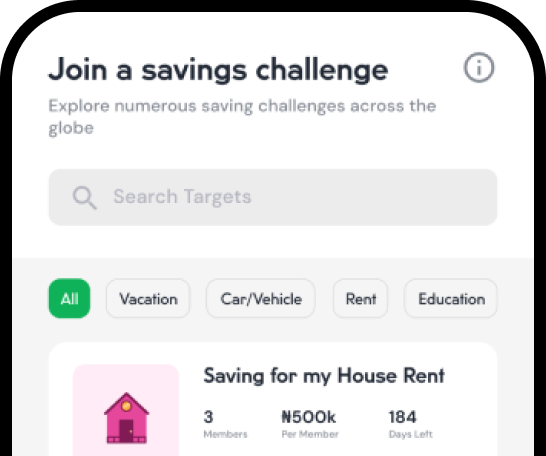 Join a savings challenge
Explore numerous saving challenges across the
globe
Search Targets
All Vacation Car/Vehicle Rent Education
Saving for my House Rent
3 ₦500k 184
Members Per Member Days Left